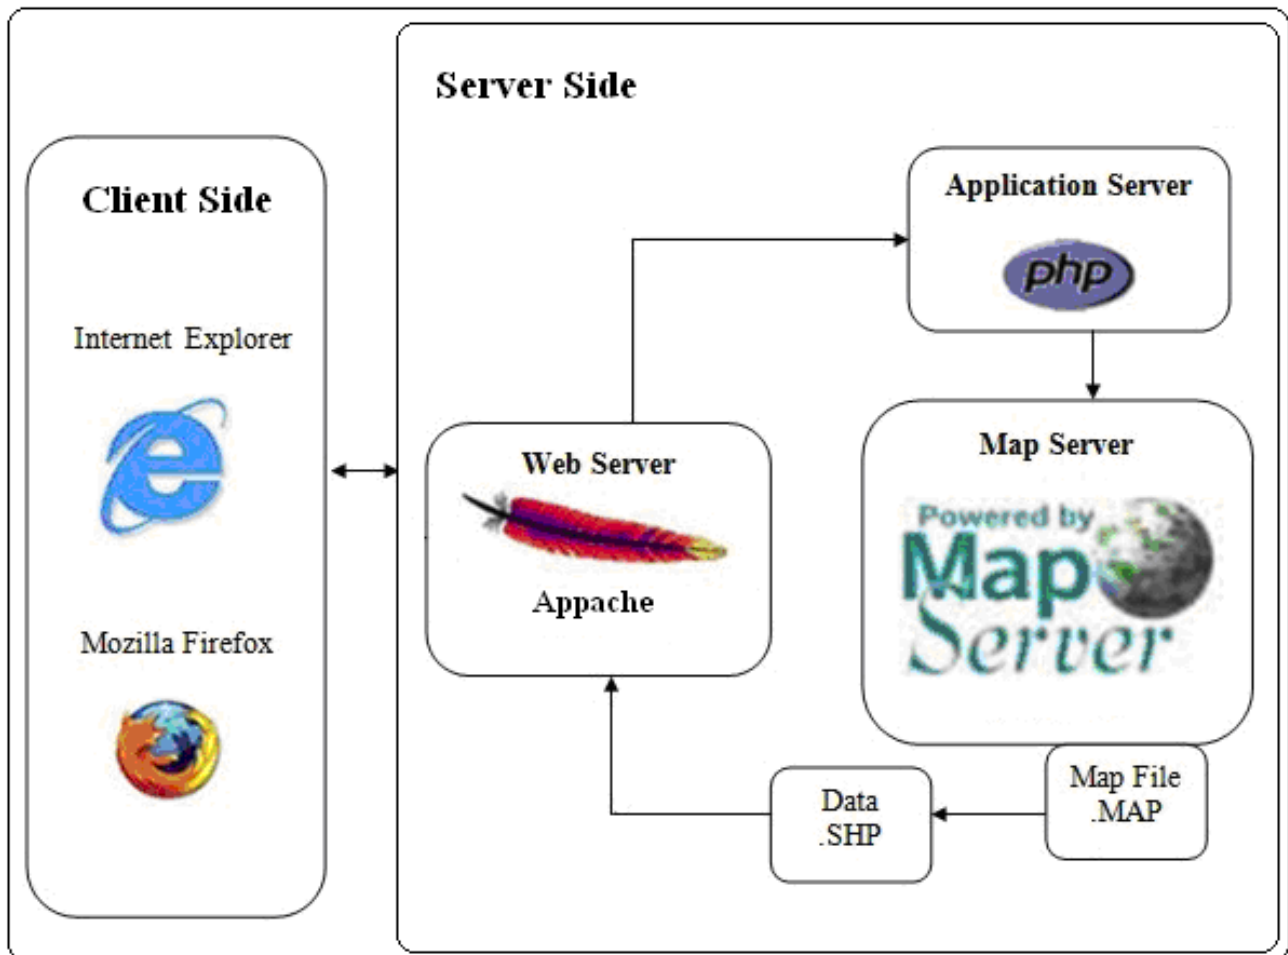 Server Side
Client Side
Internet Explorer
Mozilla Firefox
Application Server
php
Web Server
Appache
Map Server
Powered by
Map
Server
Data
.SHP
Map File
.MAP